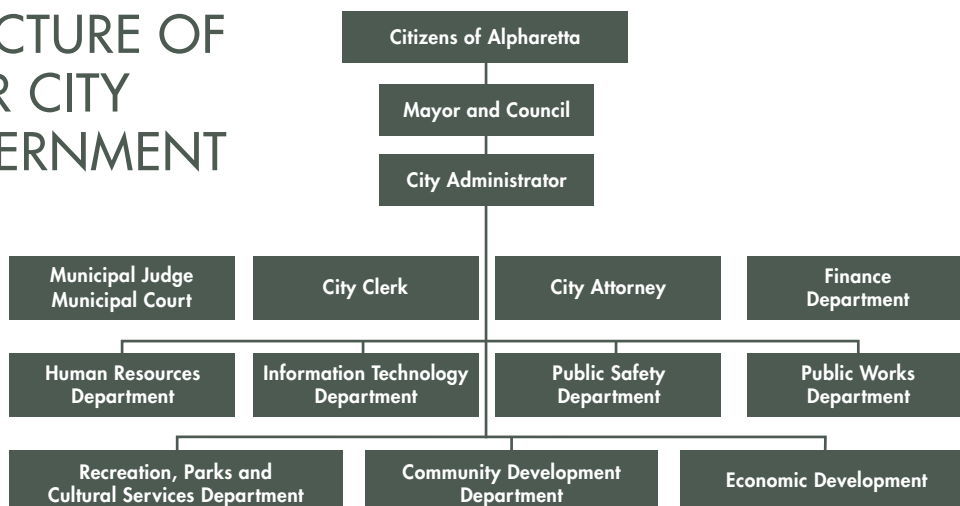 CTURE OF
R CITY
ERNMENT
Citizens of Alpharetta
Mayor and Council
City Administrator
Municipal Judge
Municipal Court
City Clerk
City Attorney
Finance
Department
Human Resources
Department
Information Technology
Department
Public Safety
Department
Public Works
Department
Recreation, Parks and
Cultural Services Department
Community Development
Department
Economic Development